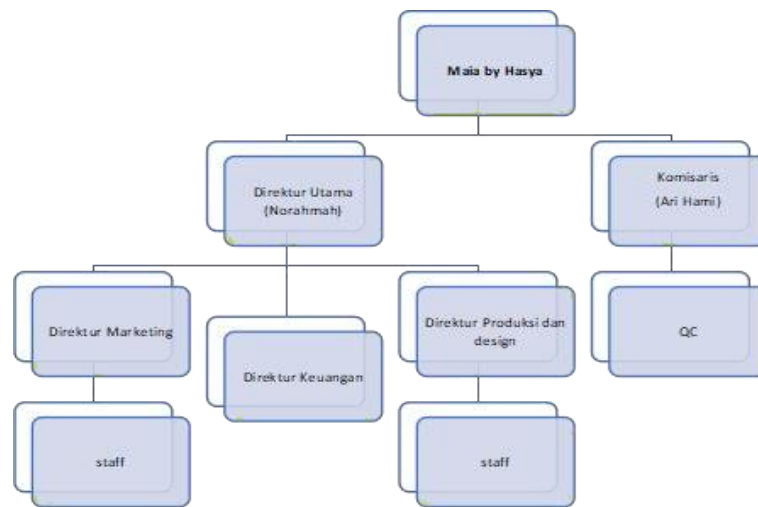 Maia by Hasya
Direktur Utama
(Norahmah)
Komisaris
(Ari Hami)
Direktur Marketing
Direktur Keuangan
Direktur Produksi dan
design
QC
staff
staff